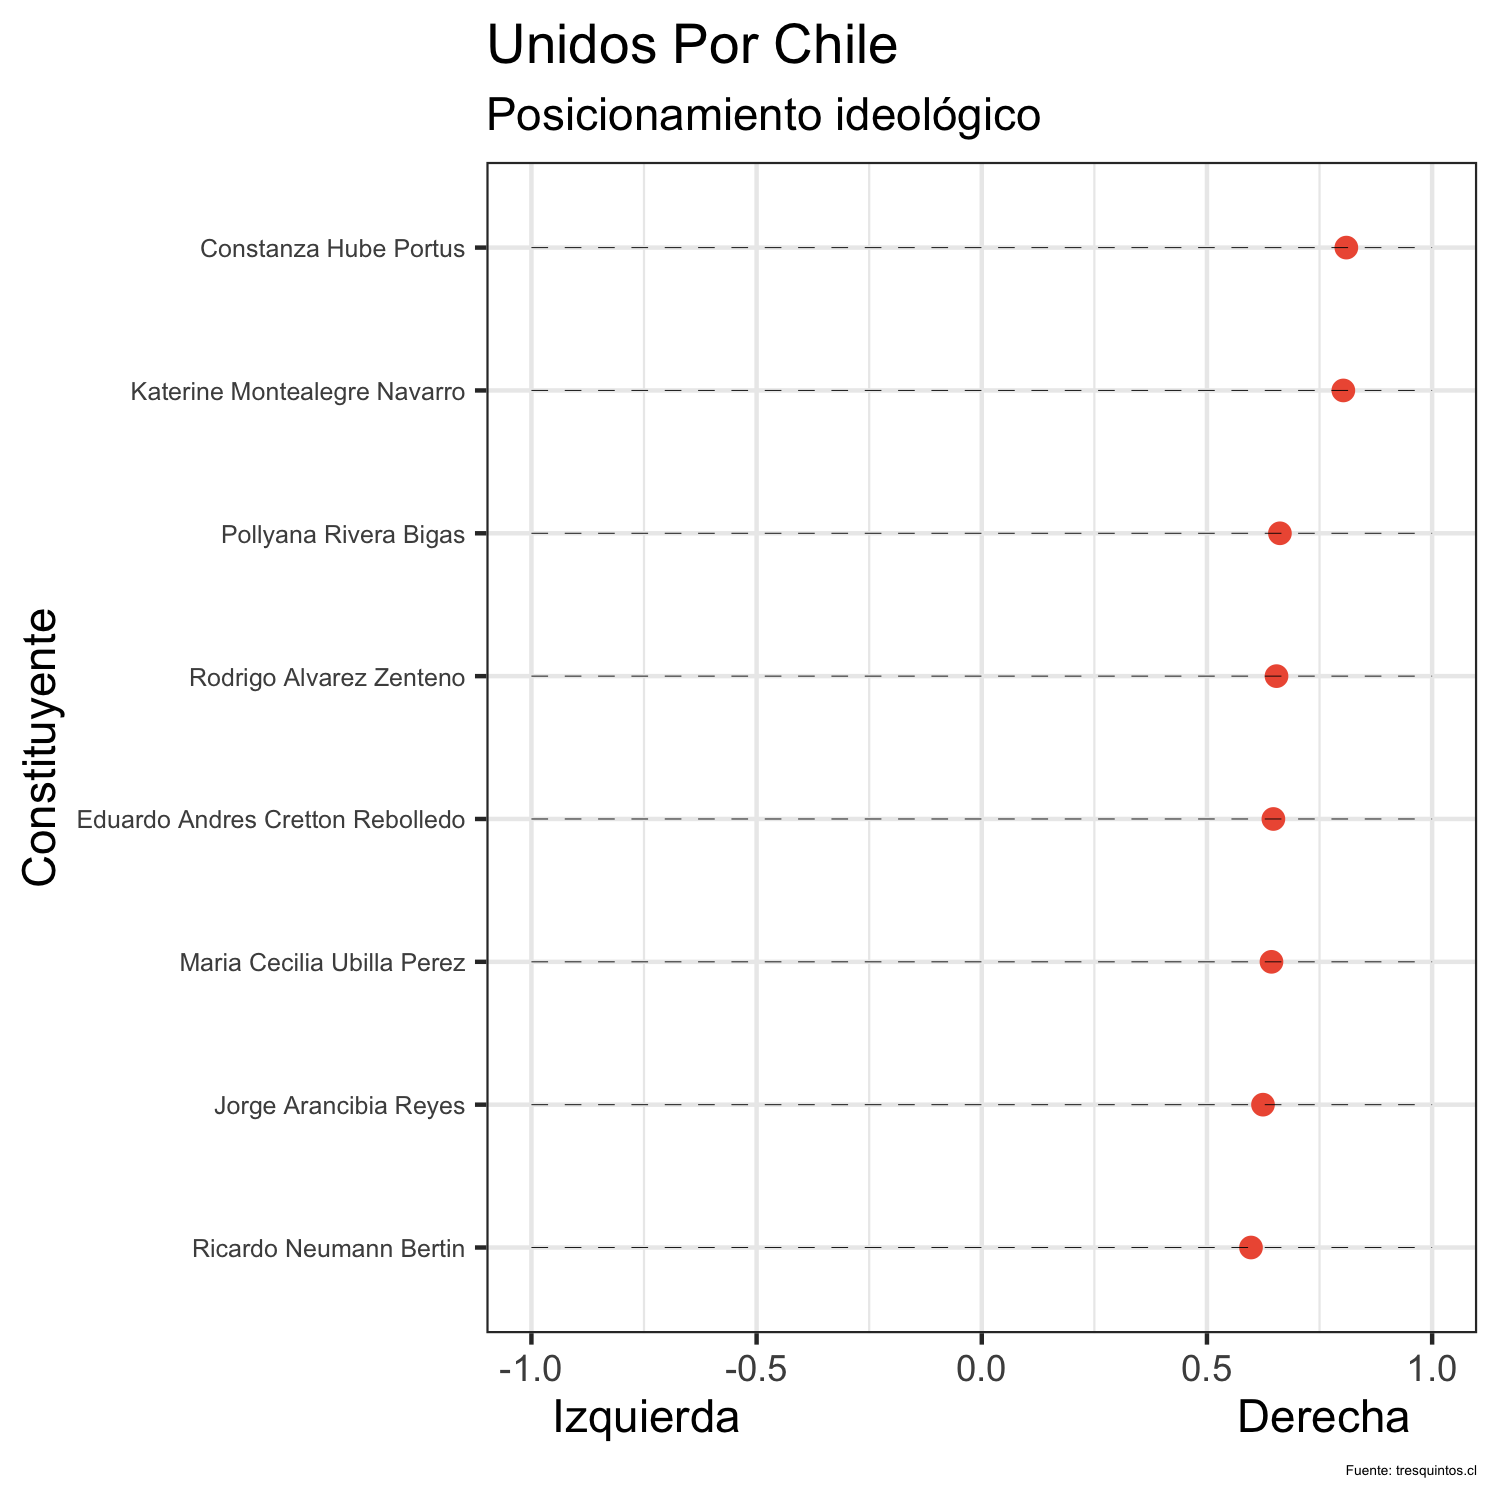 Unidos Por Chile
Posicionamiento ideológico
Constituyente
Constanza Hube Portus
Katerine Montealegre Navarro
Pollyana Rivera Bigas
Rodrigo Alvarez Zenteno
Eduardo Andres Cretton Rebolledo
Maria Cecilia Ubilla Perez
Jorge Arancibia Reyes
Ricardo Neumann Bertin
-1.0 -0.5 0.0 0.5 1.0
Izquierda Derecha
Fuente: tresquintos.cl